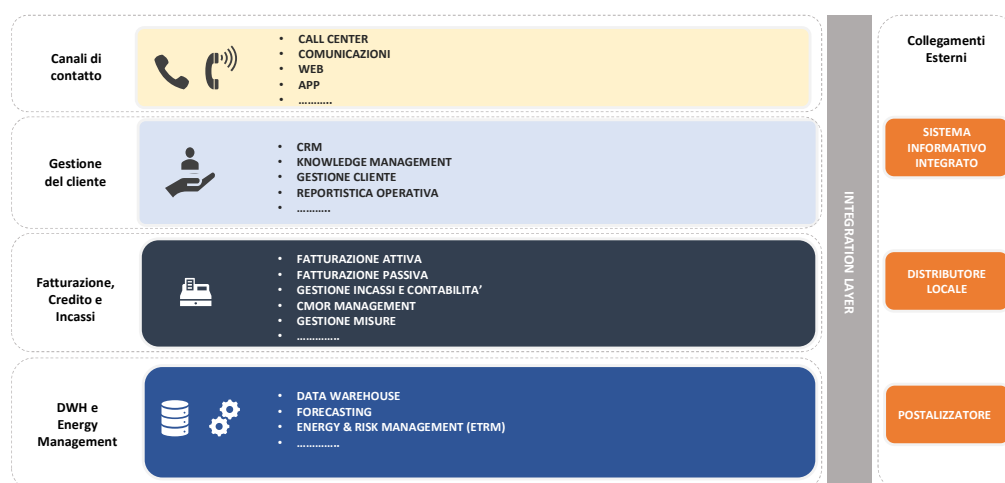 Canali di
contatto
• CALL CENTER
• COMUNICAZIONI
• WEB
• APP
• ………..
Gestione
del cliente
• CRM
• KNOWLEDGE MANAGEMENT
• GESTIONE CLIENTE
• REPORTISTICA OPERATIVA
• ………..
Fatturazione,
Credito e
Incassi
• FATTURAZIONE ATTIVA
• FATTURAZIONE PASSIVA
• GESTIONE INCASSI E CONTABILITA’
• CMOR MANAGEMENT
• GESTIONE MISURE
• …………..
DWH e
Energy
Management
• DATA WAREHOUSE
• FORECASTING
• ENERGY & RISK MANAGEMENT (ETRM)
• …………..
INTEGRATION LAYER
Collegamenti
Esterni
SISTEMA
INFORMATIVO
INTEGRATO
DISTRIBUTORE
LOCALE
POSTALIZZATORE